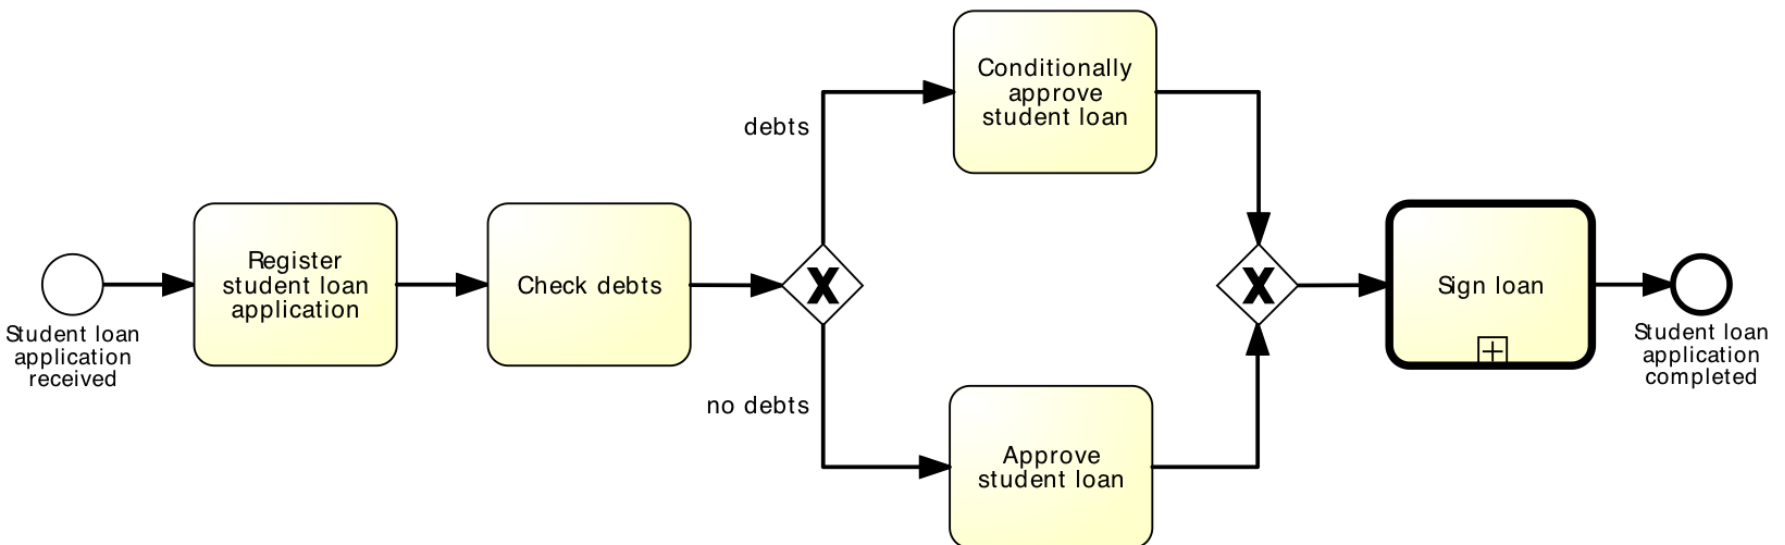 Student loan
application
received
Register
student loan
application
Check debts
debts
no debts
Conditionally
approve
student loan
Approve
student loan
Sign loan
Student loan
application
completed